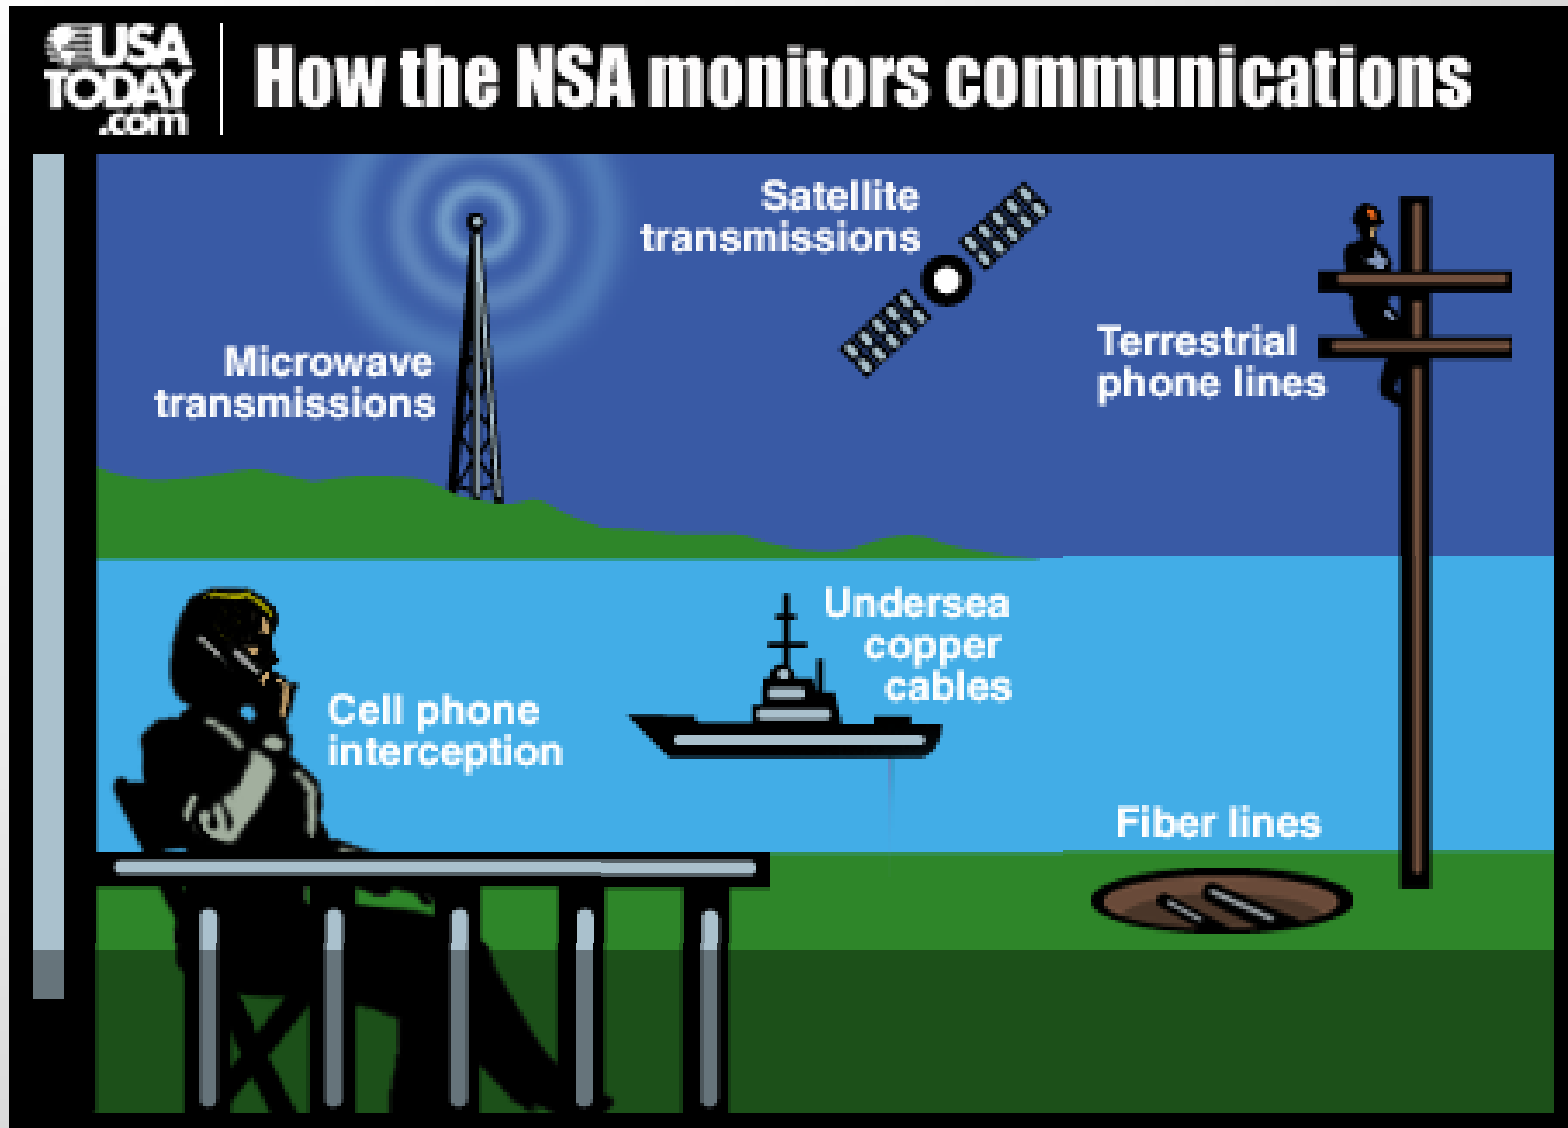 USA
TODAY
.com
How the NSA monitors communications
Satellite
transmissions
Microwave
transmissions
Terrestrial
phone lines
Undersea
copper
cables
Cell phone
interception
Fiber lines